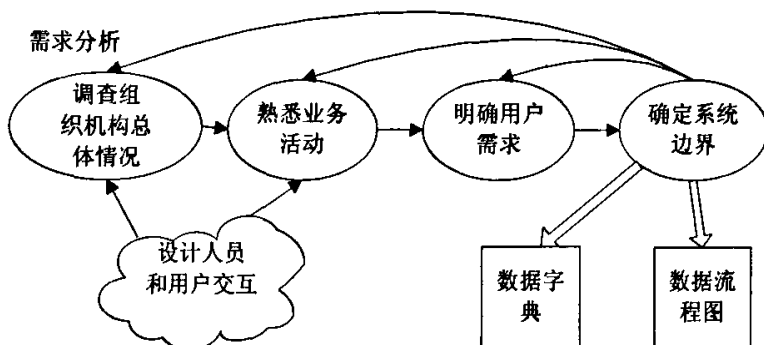 需求分析
调查组
织机构总
体情况
熟悉业务
活动
明确用户
需求
确定系统
边界
设计人员
和用户交互
数据字
典
数据流
程图